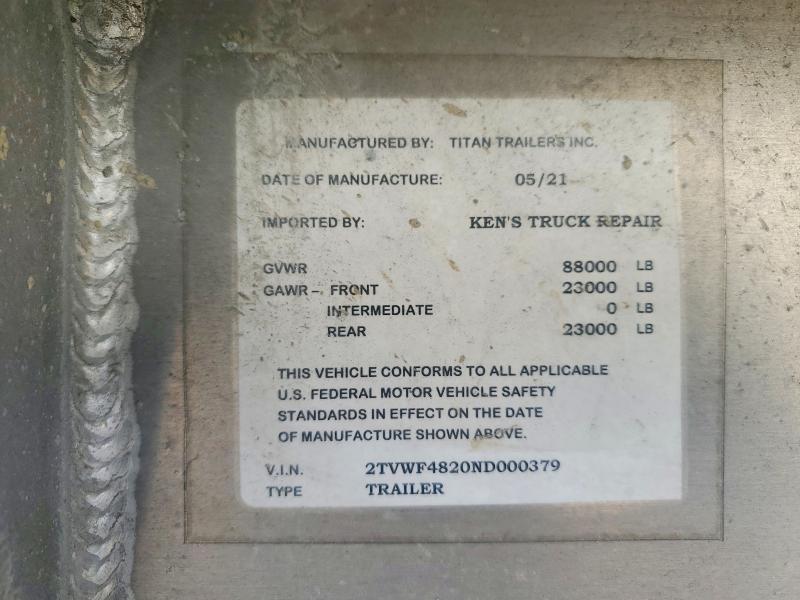 MANUFACTURED BY: TITAN TRAILERS INC.
DATE OF MANUFACTURE: 05/21
IMPORTED BY: KEN'S TRUCK REPAIR
GVWR 88000 LB
GAWR – FRONT 23000 LB
INTERMEDIATE 0 LB
REAR 23000 LB
THIS VEHICLE CONFORMS TO ALL APPLICABLE
U.S. FEDERAL MOTOR VEHICLE SAFETY
STANDARDS IN EFFECT ON THE DATE
OF MANUFACTURE SHOWN ABOVE.
V.I.N. 2TVWF4820ND000379
TYPE TRAILER